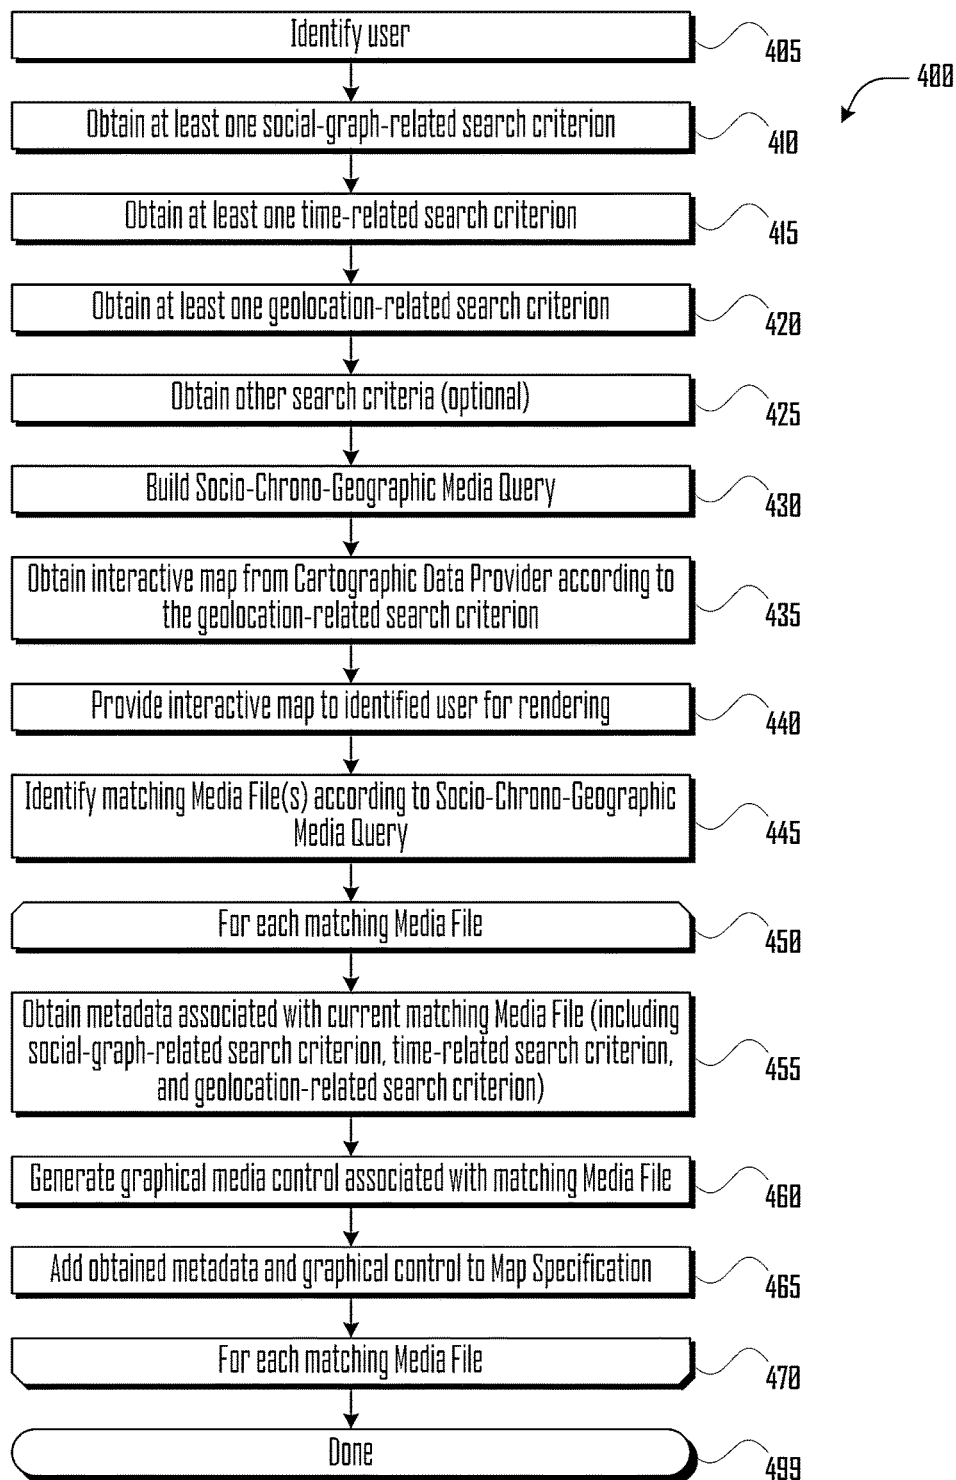 Identify user
405
400
Obtain at least one social-graph-related search criterion
410
Obtain at least one time-related search criterion
415
Obtain at least one geolocation-related search criterion
420
Obtain other search criteria (optional)
425
Build Socio-Chrono-Geographic Media Query
430
Obtain interactive map from Cartographic Data Provider according to
the geolocation-related search criterion
435
Provide interactive map to identified user for rendering
440
Identify matching Media File(s) according to Socio-Chrono-Geographic
Media Query
445
For each matching Media File
450
Obtain metadata associated with current matching Media File (including
social-graph-related search criterion, time-related search criterion,
and geolocation-related search criterion)
455
Generate graphical media control associated with matching Media File
460
Add obtained metadata and graphical control to Map Specification
465
For each matching Media File
470
Done
499